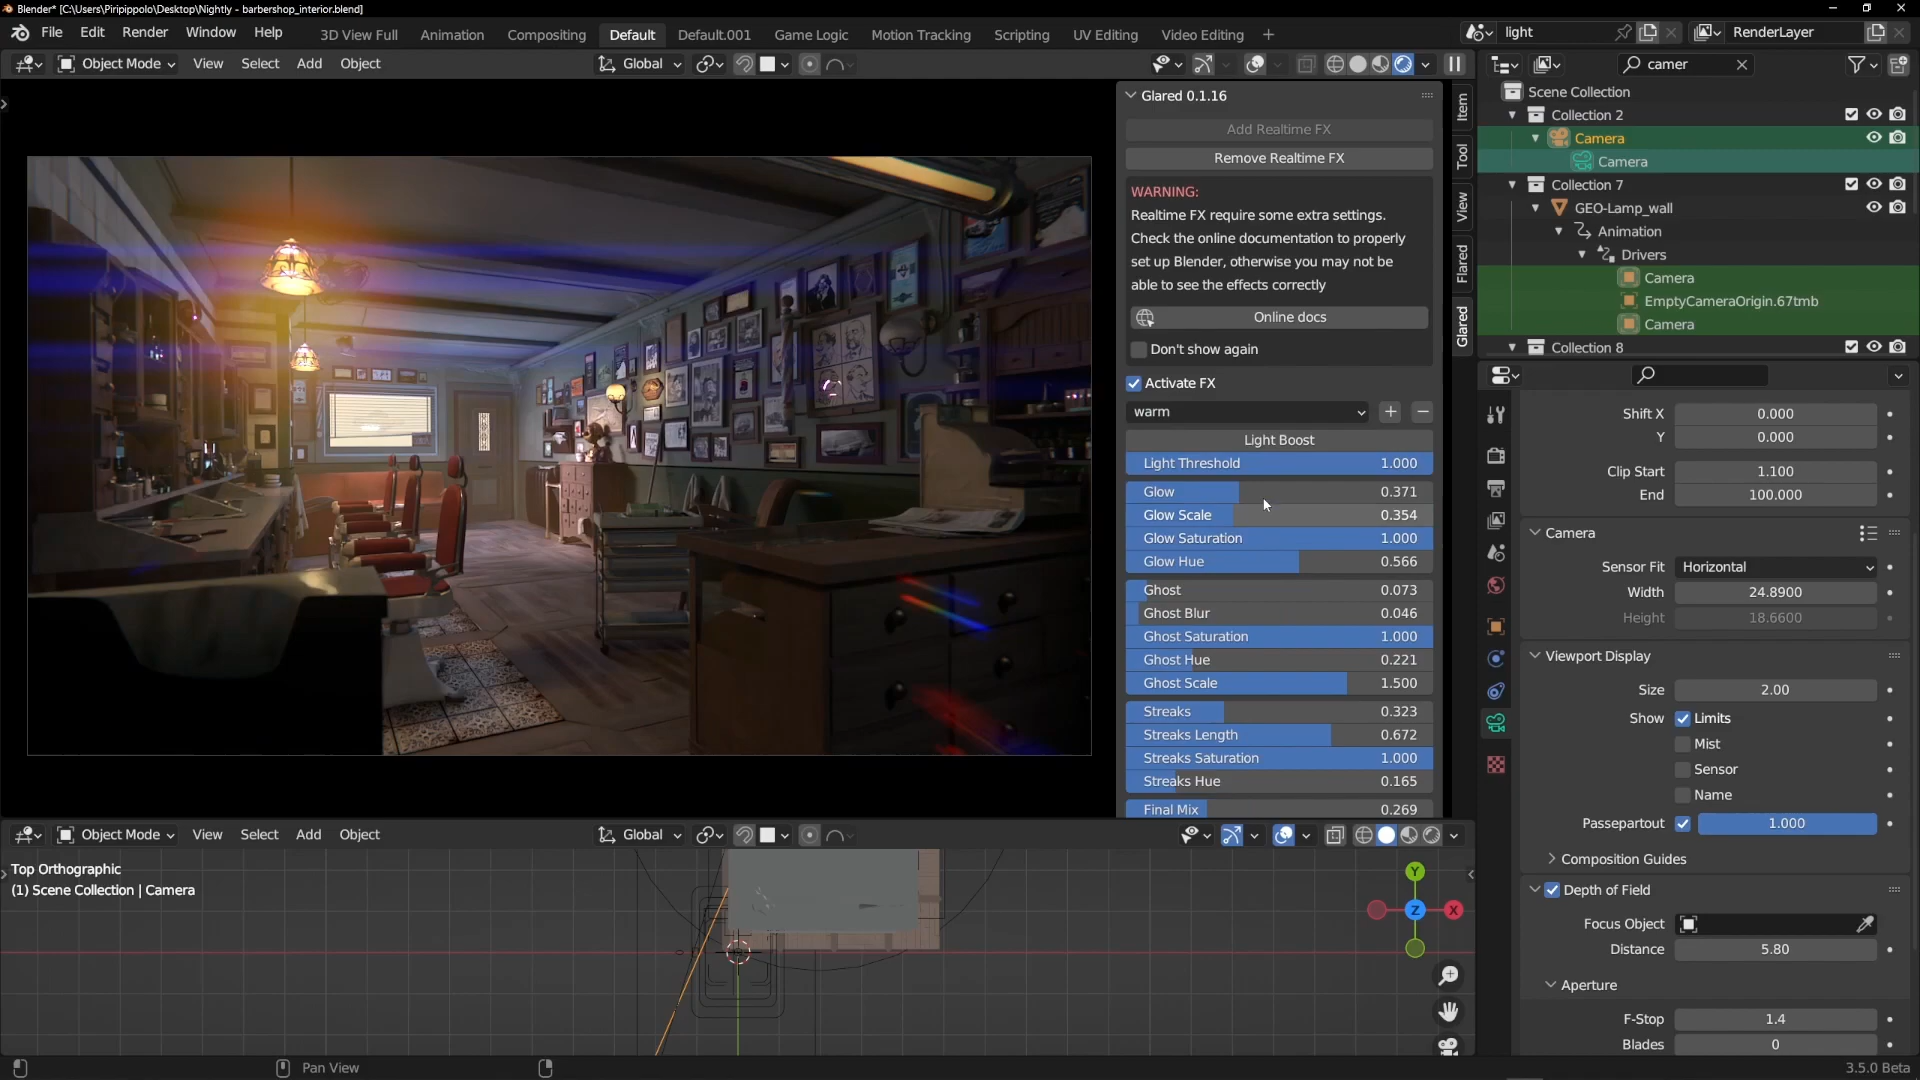 Blender* [C:\Users\Piripippolo\Desktop\Nightly - barbershop_interior.blend]
File Edit Render Window Help 3D View Full Animation Compositing Default Default.001 Game Logic Motion Tracking Scripting UV Editing Video Editing + light RenderLayer
Object Mode View Select Add Object Global camer
Scene Collection
Collection 2
Camera
Camera
Collection 7
GEO-Lamp_wall
Animation
Drivers
Camera
EmptyCameraOrigin.67tmb
Camera
Collection 8
Glared 0.1.16
Add Realtime FX
Remove Realtime FX
WARNING:
Realtime FX require some extra settings.
Check the online documentation to properly
set up Blender, otherwise you may not be
able to see the effects correctly
Online docs
Don't show again
Activate FX
warm
Light Boost
Light Threshold 1.000
Glow 0.371
Glow Scale 0.354
Glow Saturation 1.000
Glow Hue 0.566
Ghost 0.073
Ghost Blur 0.046
Ghost Saturation 1.000
Ghost Hue 0.221
Ghost Scale 1.500
Streaks 0.323
Streaks Length 0.672
Streaks Saturation 1.000
Streaks Hue 0.165
Final Mix 0.269
Item
Tool
View
Flared
Glared
Shift X 0.000
Y 0.000
Clip Start 1.100
End 100.000
Camera
Sensor Fit Horizontal
Width 24.8900
Height 18.6600
Viewport Display
Size 2.00
Show Limits
Mist
Sensor
Name
Passepartout 1.000
Composition Guides
Depth of Field
Focus Object
Distance 5.80
Aperture
F-Stop 1.4
Blades 0
Object Mode View Select Add Object Global
Top Orthographic
(1) Scene Collection | Camera
Y
Z
X
Pan View
3.5.0 Beta